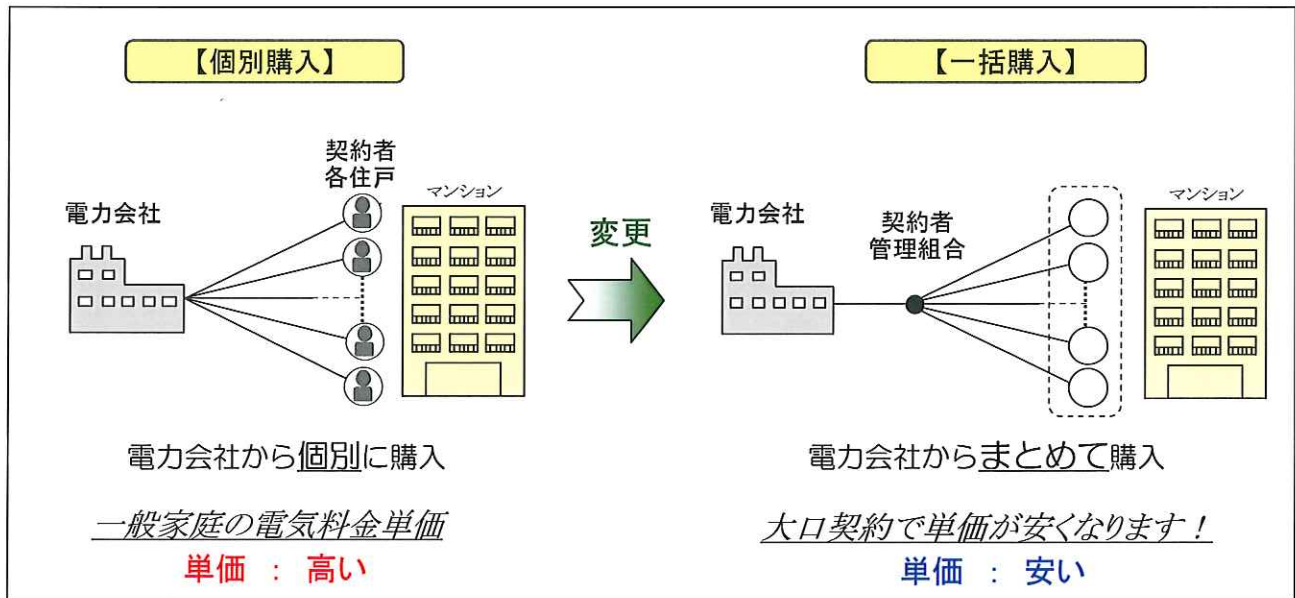 【個別購入】
契約者
各住戸
マンション
電力会社
電力会社から個別に購入
一般家庭の電気料金単価
単価 : 高い
変更
【一括購入】
マンション
電力会社
契約者
管理組合
電力会社からまとめて購入
大口契約で単価が安くなります!
単価 : 安い